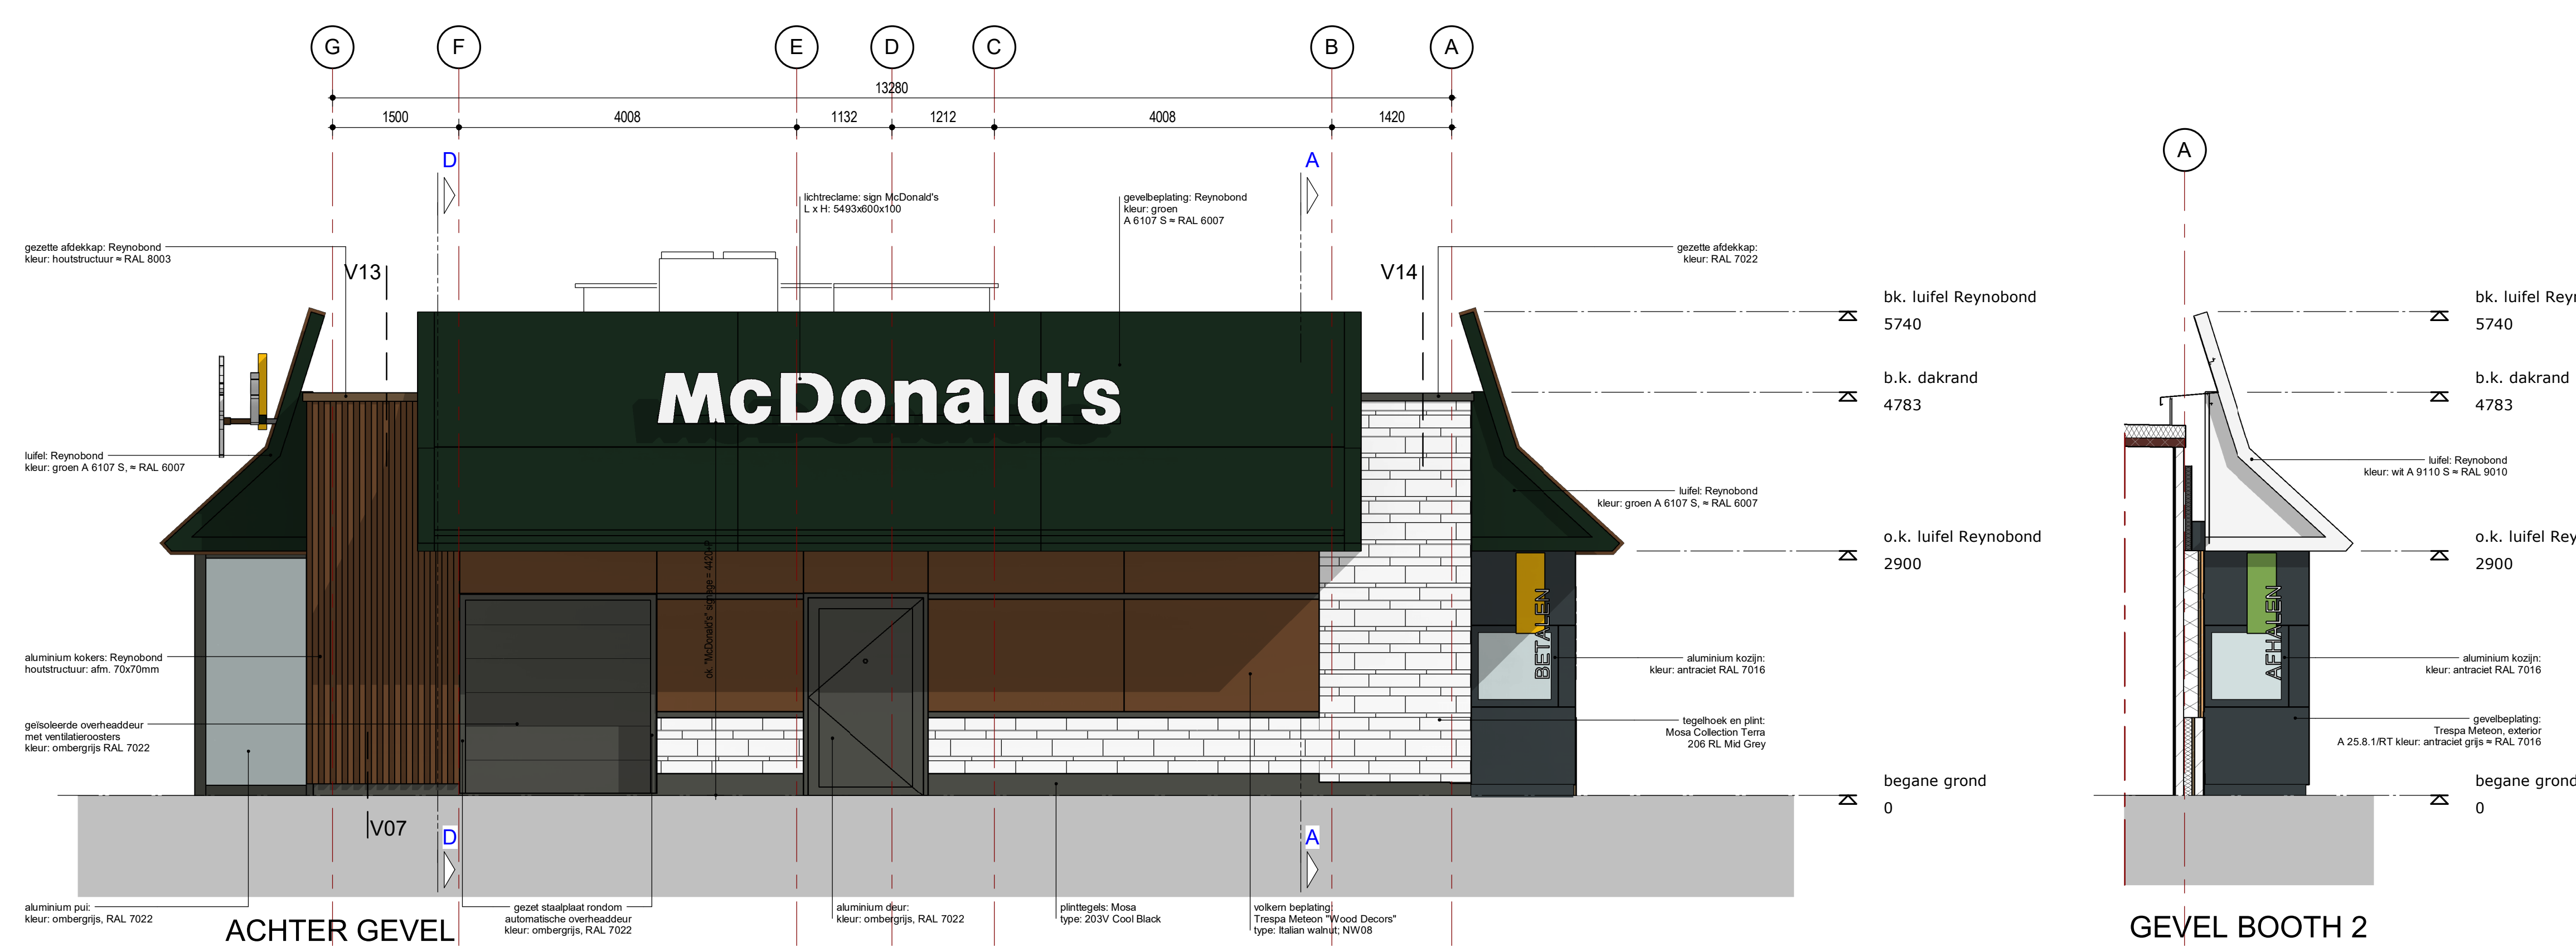 G F E D C B A
13280
1500 4008 1132 1212 4008 1420
A
D A
lichtreclame: sign McDonald's
L x H: 5493x600x100
gevelbeplating: Reynobond
kleur: groen
A 6107 S ≈ RAL 6007
gezette afdekkap: Reynobond
kleur: houtstructuur ≈ RAL 8003
gezette afdekkap:
kleur: RAL 7022
V13
V14
bk. luifel Reynobond
5740
b.k. dakrand
4783
o.k. luifel Reynobond
2900
begane grond
0
McDonald's
luifel: Reynobond
kleur: groen A 6107 S, ≈ RAL 6007
luifel: Reynobond
kleur: groen A 6107 S, ≈ RAL 6007
ok. "McDonald's" signage = 4420+P
BETALEN
aluminium kokers: Reynobond
houtstructuur: afm. 70x70mm
aluminium kozijn:
kleur: antraciet RAL 7016
geïsoleerde overheaddeur
met ventilatieroosters
kleur: ombergrijs RAL 7022
tegelhoek en plint:
Mosa Collection Terra
206 RL Mid Grey
V07
D A
aluminium pui:
kleur: ombergrijs, RAL 7022
gezet staalplaat rondom
automatische overheaddeur
kleur: ombergrijs, RAL 7022
aluminium deur:
kleur: ombergrijs, RAL 7022
plinttegels: Mosa
type: 203V Cool Black
volkern beplating:
Trespa Meteon "Wood Decors"
type: Italian walnut; NW08
ACHTER GEVEL
bk. luifel Rey
5740
b.k. dakrand
4783
luifel: Reynobond
kleur: wit A 9110 S ≈ RAL 9010
o.k. luifel Rey
2900
AFHALEN
aluminium kozijn:
kleur: antraciet RAL 7016
gevelbeplating:
Trespa Meteon, exterior
A 25.8.1/RT kleur: antraciet grijs ≈ RAL 7016
begane grond
0
GEVEL BOOTH 2